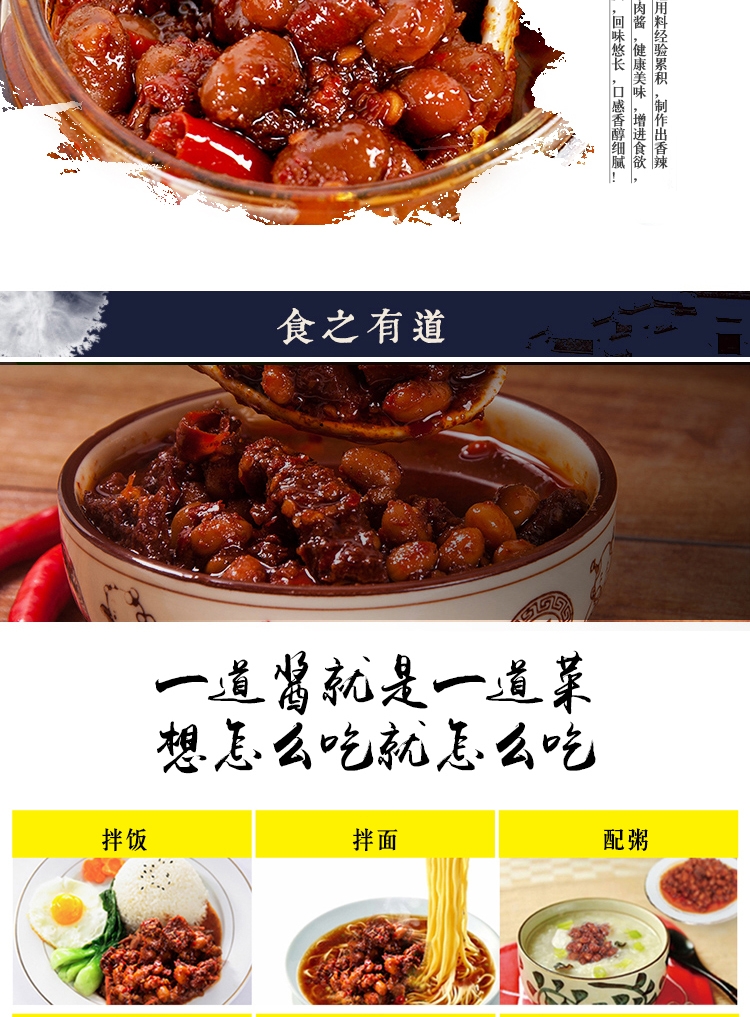 用料经验累积，制作出香辣
肉酱，健康美味，增进食欲，
，回味悠长，口感香醇细腻！
食之有道
一道酱就是一道菜
想怎么吃就怎么吃
拌饭
拌面
配粥